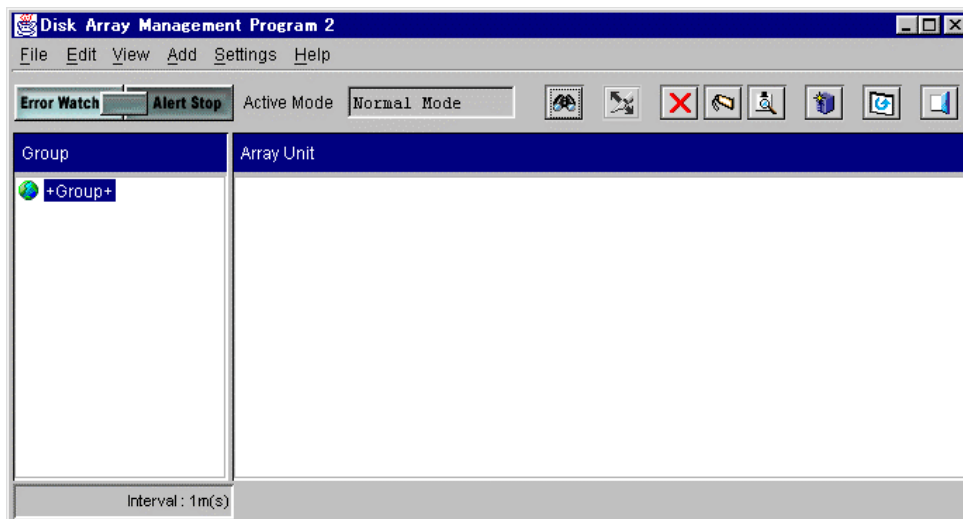 Disk Array Management Program 2
File Edit View Add Settings Help
Error Watch Alert Stop Active Mode Normal Mode
Group Array Unit
+Group+
Interval : 1m(s)